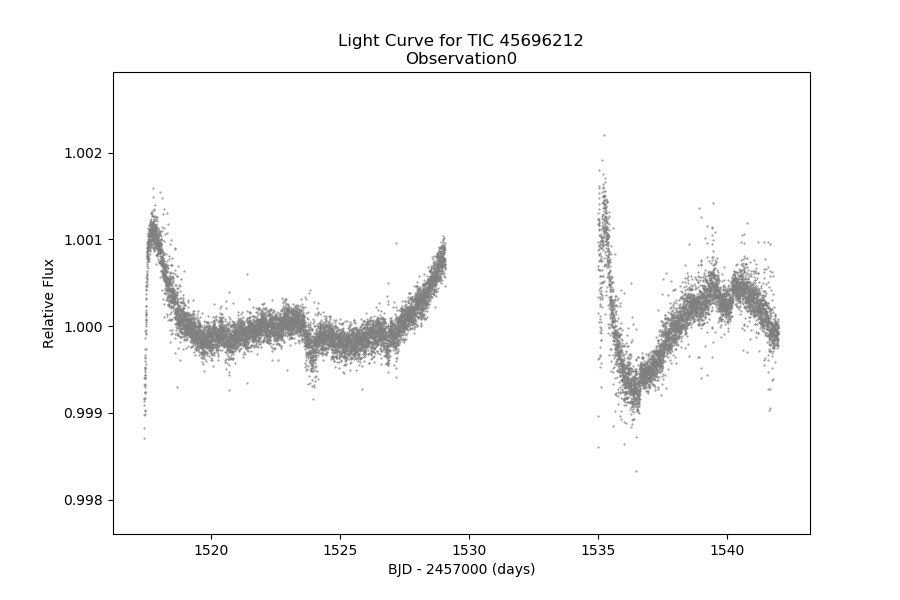 Light Curve for TIC 45696212
Observation0
Relative Flux
1.002
1.001
1.000
0.999
0.998
1520 1525 1530 1535 1540
BJD - 2457000 (days)